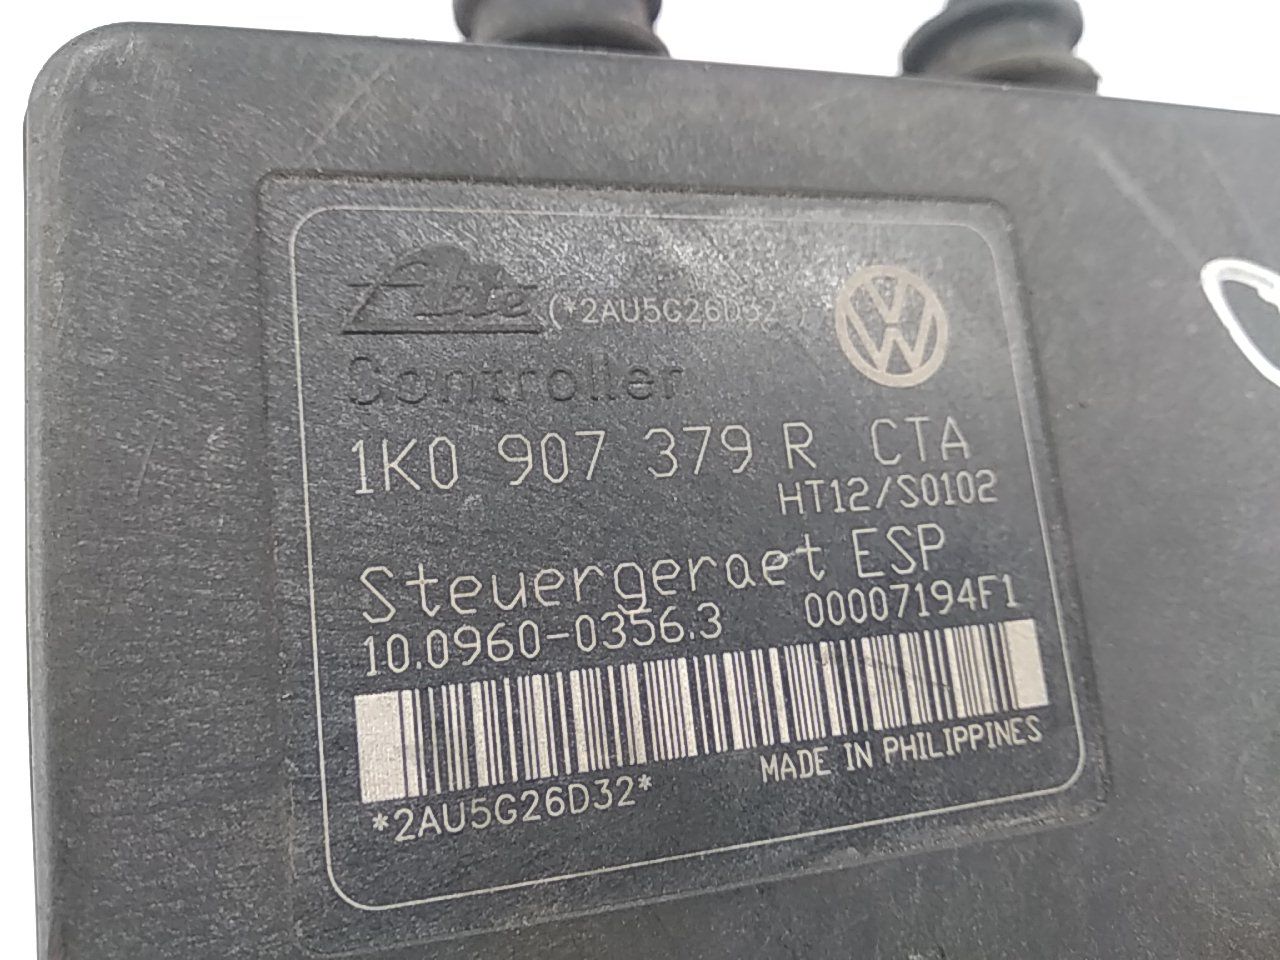 Ate (*2AU5G26D32*)
Controller
1K0 907 379 R CTA
HT12/S0102
Steuergeraet ESP
10.0960-0356.3 00007194F1
MADE IN PHILIPPINES
*2AU5G26D32*